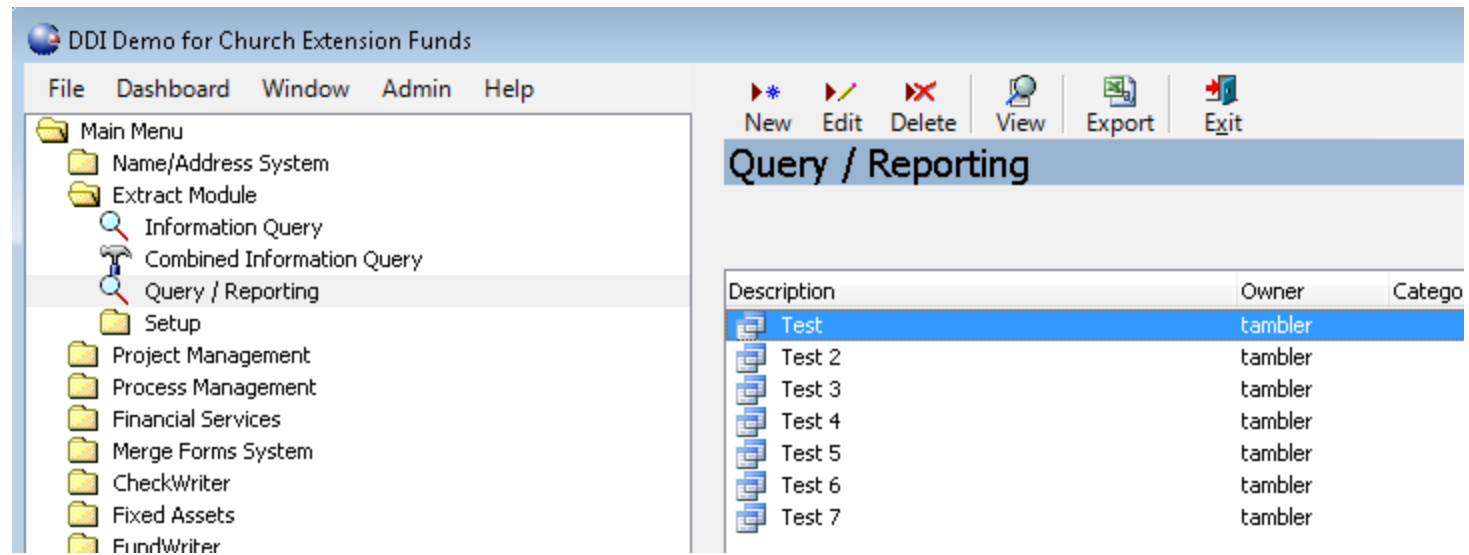 DDI Demo for Church Extension Funds
File Dashboard Window Admin Help
Main Menu
Name/Address System
Extract Module
Information Query
Combined Information Query
Query / Reporting
Setup
Project Management
Process Management
Financial Services
Merge Forms System
CheckWriter
Fixed Assets
FundWriter
New Edit Delete View Export Exit
Query / Reporting
Description Owner Catego
Test tambler
Test 2 tambler
Test 3 tambler
Test 4 tambler
Test 5 tambler
Test 6 tambler
Test 7 tambler